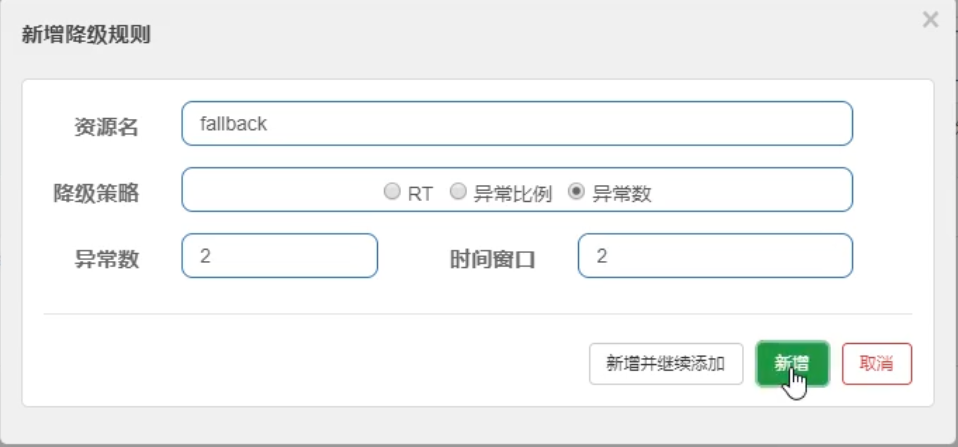 新增降级规则
资源名 fallback
降级策略 RT 异常比例 异常数
异常数 2 时间窗口 2
新增并继续添加 新增 取消